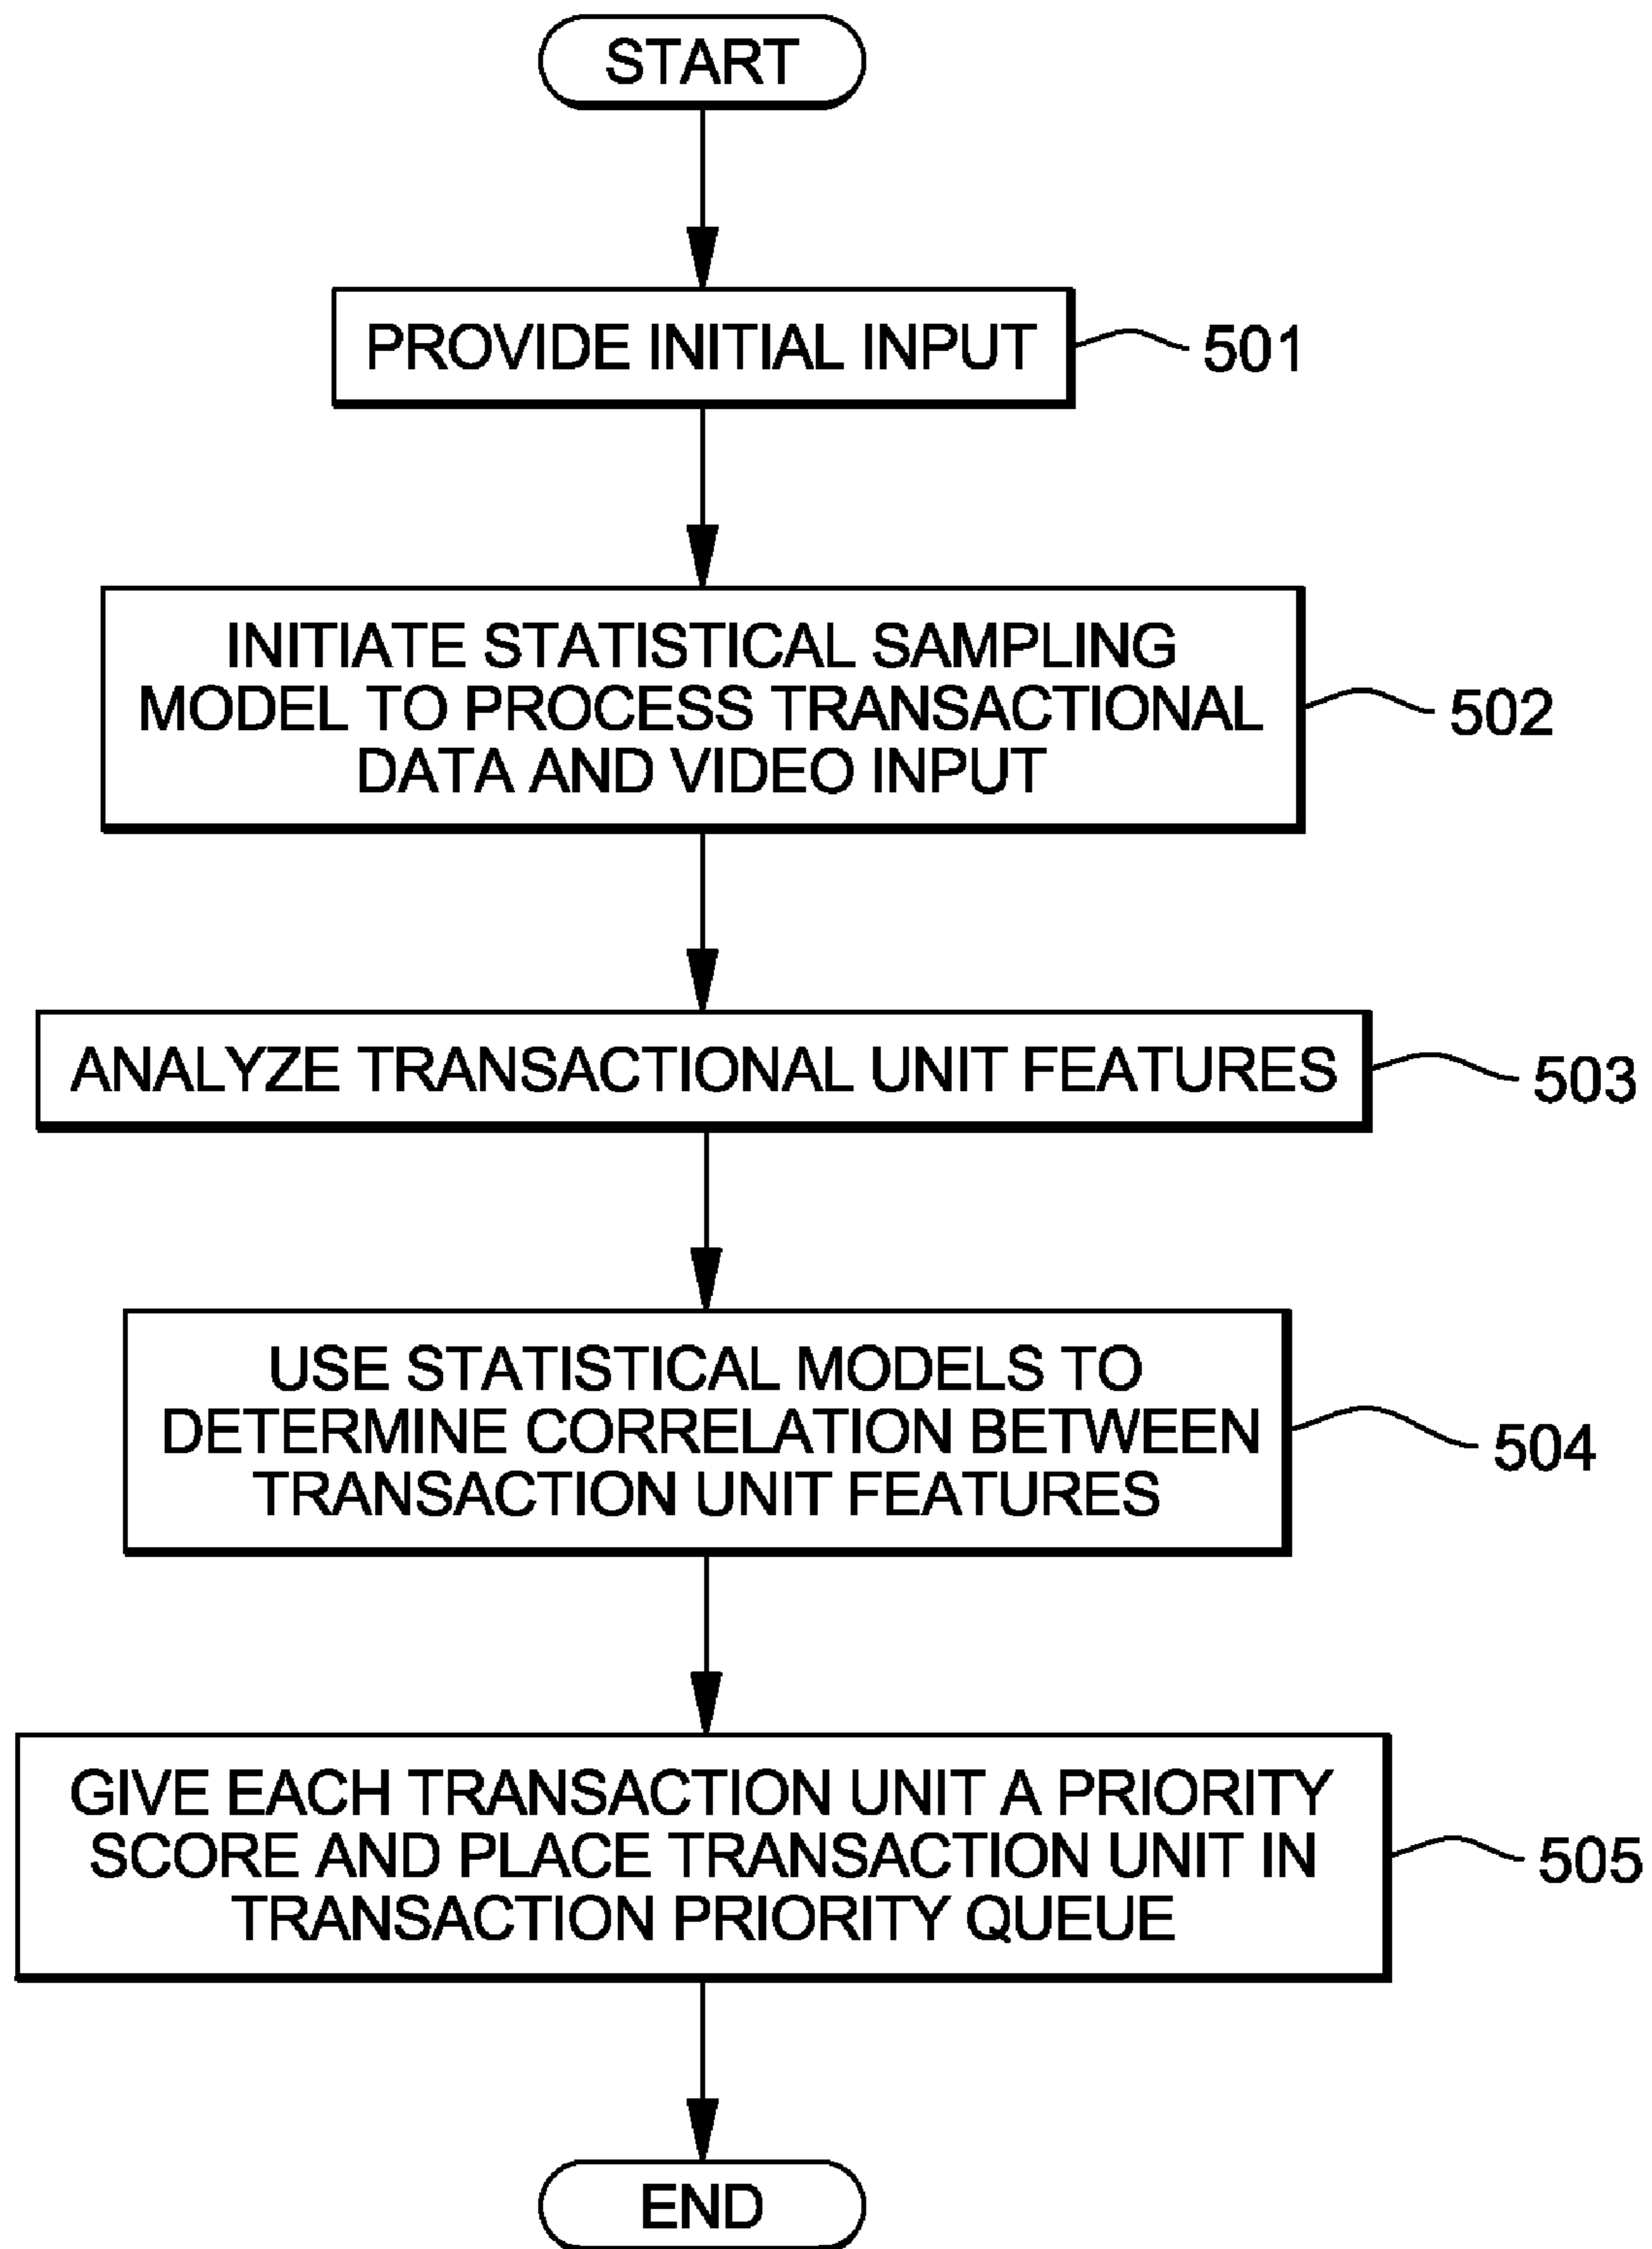 START
PROVIDE INITIAL INPUT
501
INITIATE STATISTICAL SAMPLING
MODEL TO PROCESS TRANSACTIONAL
DATA AND VIDEO INPUT
502
ANALYZE TRANSACTIONAL UNIT FEATURES
503
USE STATISTICAL MODELS TO
DETERMINE CORRELATION BETWEEN
TRANSACTION UNIT FEATURES
504
GIVE EACH TRANSACTION UNIT A PRIORITY
SCORE AND PLACE TRANSACTION UNIT IN
TRANSACTION PRIORITY QUEUE
505
END